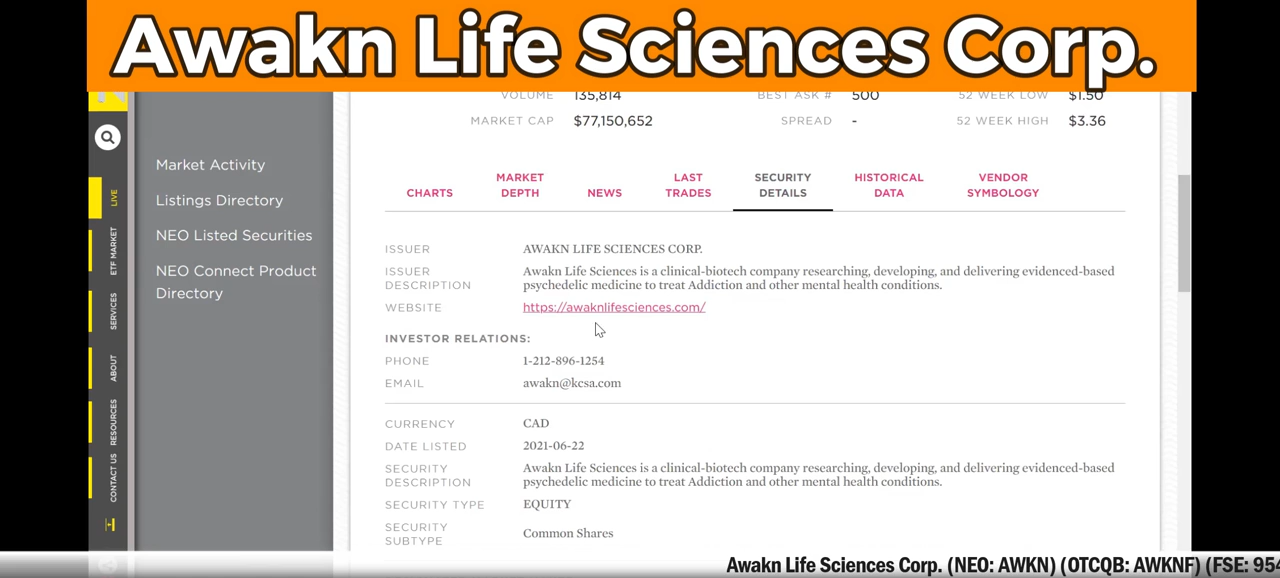 Awakn Life Sciences Corp.
VOLUME 135,814 BEST ASK # 500 52 WEEK LOW $1.50
MARKET CAP $77,150,652 SPREAD - 52 WEEK HIGH $3.36
LIVE
ETF MARKET
SERVICES
ABOUT
RESOURCES
CONTACT US
Market Activity
Listings Directory
NEO Listed Securities
NEO Connect Product
Directory
CHARTS
MARKET
DEPTH
NEWS
LAST
TRADES
SECURITY
DETAILS
HISTORICAL
DATA
VENDOR
SYMBOLOGY
ISSUER AWAKN LIFE SCIENCES CORP.
ISSUER
DESCRIPTION
Awakn Life Sciences is a clinical-biotech company researching, developing, and delivering evidenced-based
psychedelic medicine to treat Addiction and other mental health conditions.
WEBSITE https://awaknlifesciences.com/
INVESTOR RELATIONS:
PHONE 1-212-896-1254
EMAIL awakn@kcsa.com
CURRENCY CAD
DATE LISTED 2021-06-22
SECURITY
DESCRIPTION
Awakn Life Sciences is a clinical-biotech company researching, developing, and delivering evidenced-based
psychedelic medicine to treat Addiction and other mental health conditions.
SECURITY TYPE EQUITY
SECURITY
SUBTYPE
Common Shares
Awakn Life Sciences Corp. (NEO: AWKN) (OTCQB: AWKNF) (FSE: 954